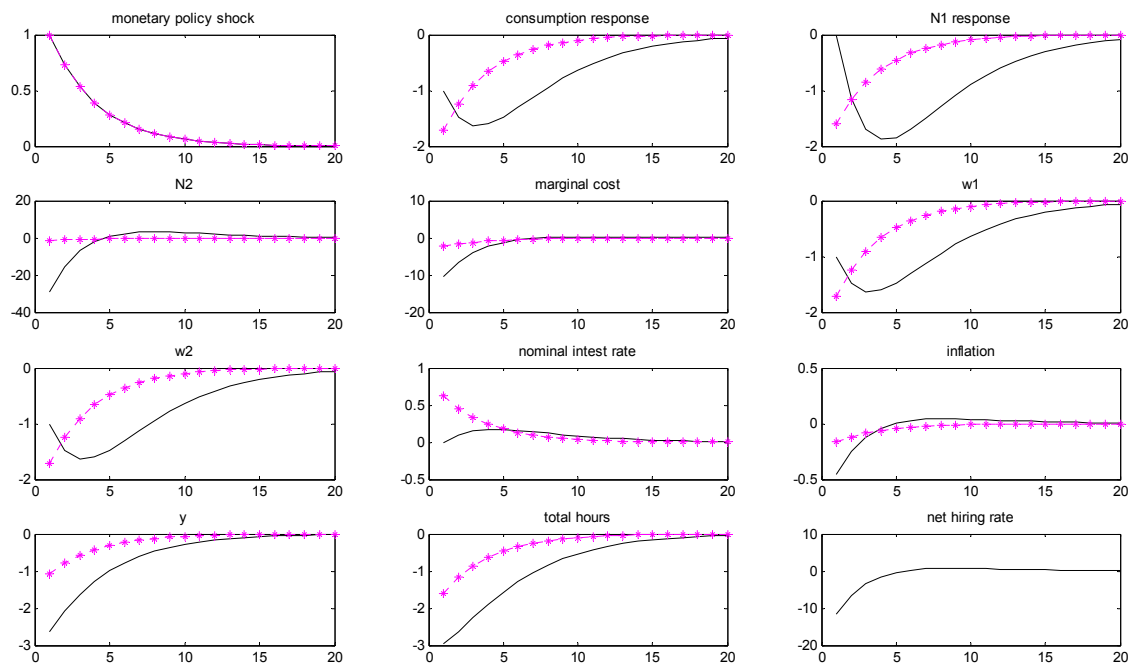 monetary policy shock
1
0.5
0
0 5 10 15 20
consumption response
0
-1
-2
0 5 10 15 20
N1 response
0
-1
-2
0 5 10 15 20
N2
20
0
-20
-40
0 5 10 15 20
marginal cost
10
0
-10
-20
0 5 10 15 20
w1
0
-1
-2
0 5 10 15 20
w2
0
-1
-2
0 5 10 15 20
nominal intest rate
1
0.5
0
-0.5
0 5 10 15 20
inflation
0.5
0
-0.5
0 5 10 15 20
y
0
-1
-2
-3
0 5 10 15 20
total hours
0
-1
-2
-3
0 5 10 15 20
net hiring rate
10
0
-10
-20
0 5 10 15 20